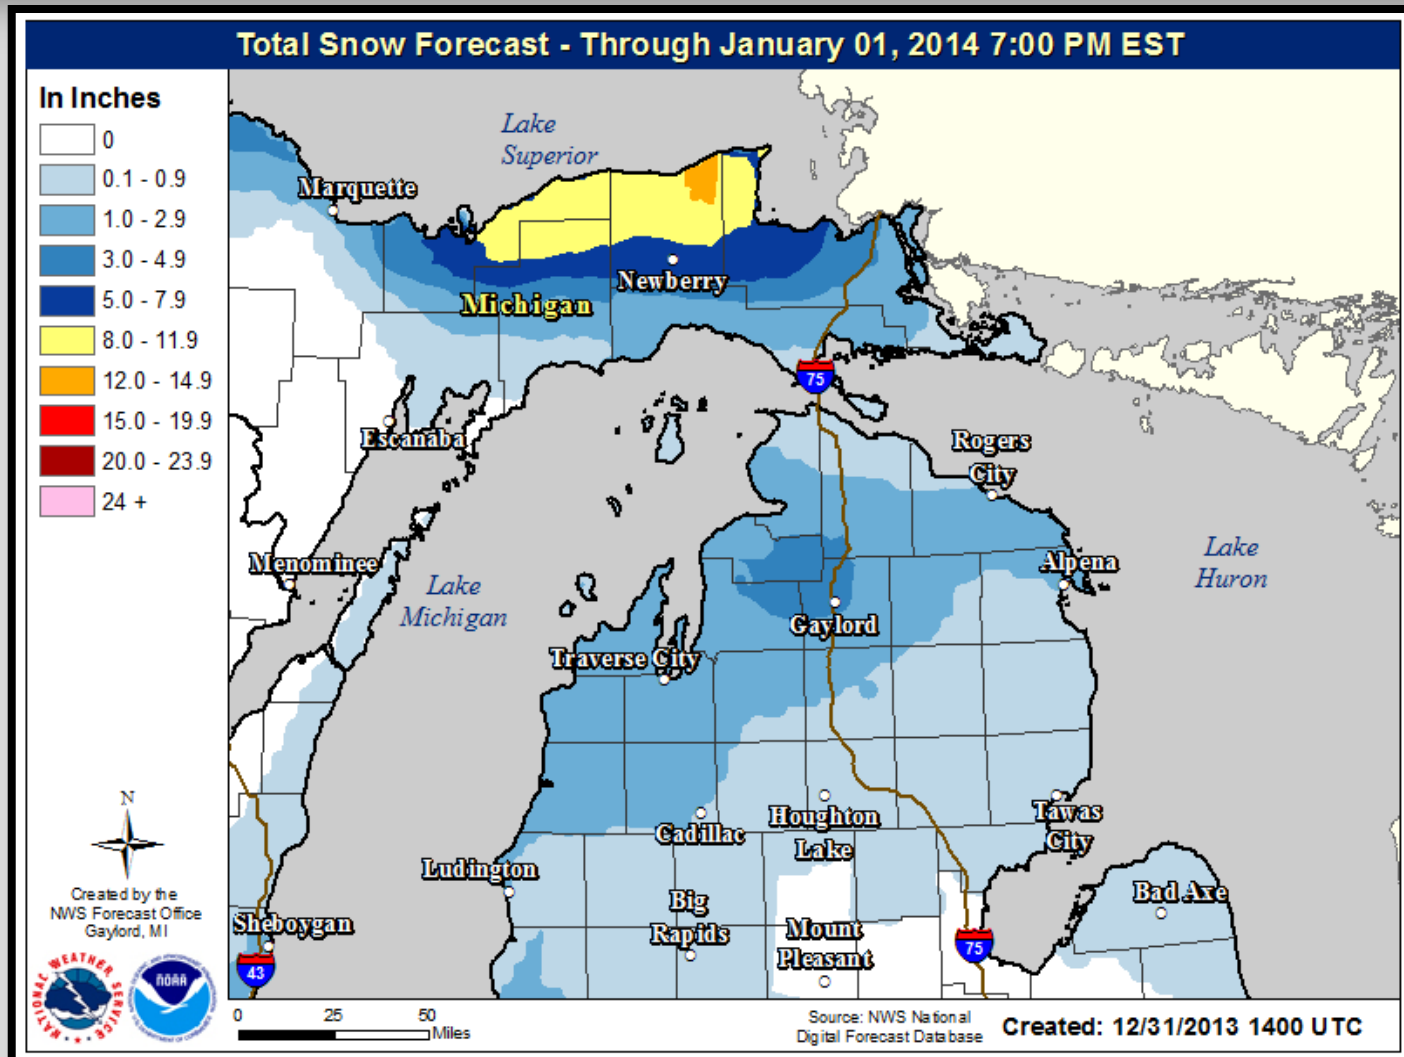 Total Snow Forecast - Through January 01, 2014 7:00 PM EST
In Inches
0
0.1 - 0.9
1.0 - 2.9
3.0 - 4.9
5.0 - 7.9
8.0 - 11.9
12.0 - 14.9
15.0 - 19.9
20.0 - 23.9
24 +
Lake
Superior
Marquette
Newberry
Michigan
75
Escanaba
Rogers
City
Menominee
Lake
Michigan
Alpena
Lake
Huron
Gaylord
Traverse City
Cadillac
Houghton
Lake
Tawas
City
Ludington
Big
Rapids
Mount
Pleasant
Bad Axe
Sheboygan
75
43
N
Created by the
NWS Forecast Office
Gaylord, MI
NATIONAL WEATHER SERVICE
NOAA
0 25 50
Miles
Source: NWS National
Digital Forecast Database
Created: 12/31/2013 1400 UTC